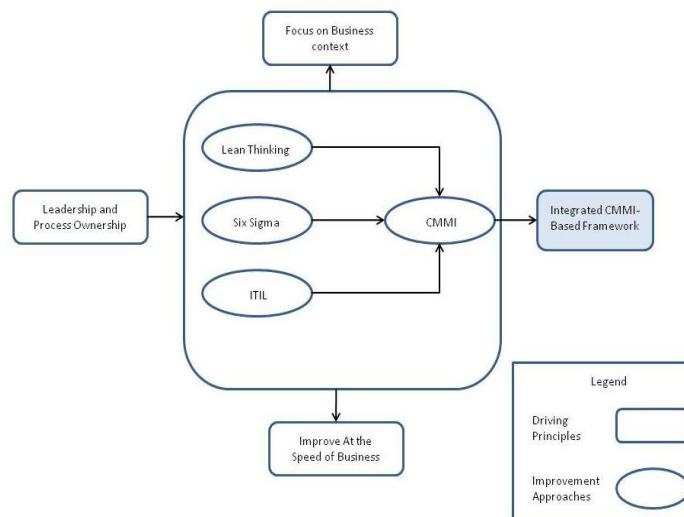 Focus on Business
context
Lean Thinking
Leadership and
Process Ownership
Six Sigma
CMMI
Integrated CMMI-
Based Framework
ITIL
Improve At the
Speed of Business
Legend
Driving
Principles
Improvement
Approaches